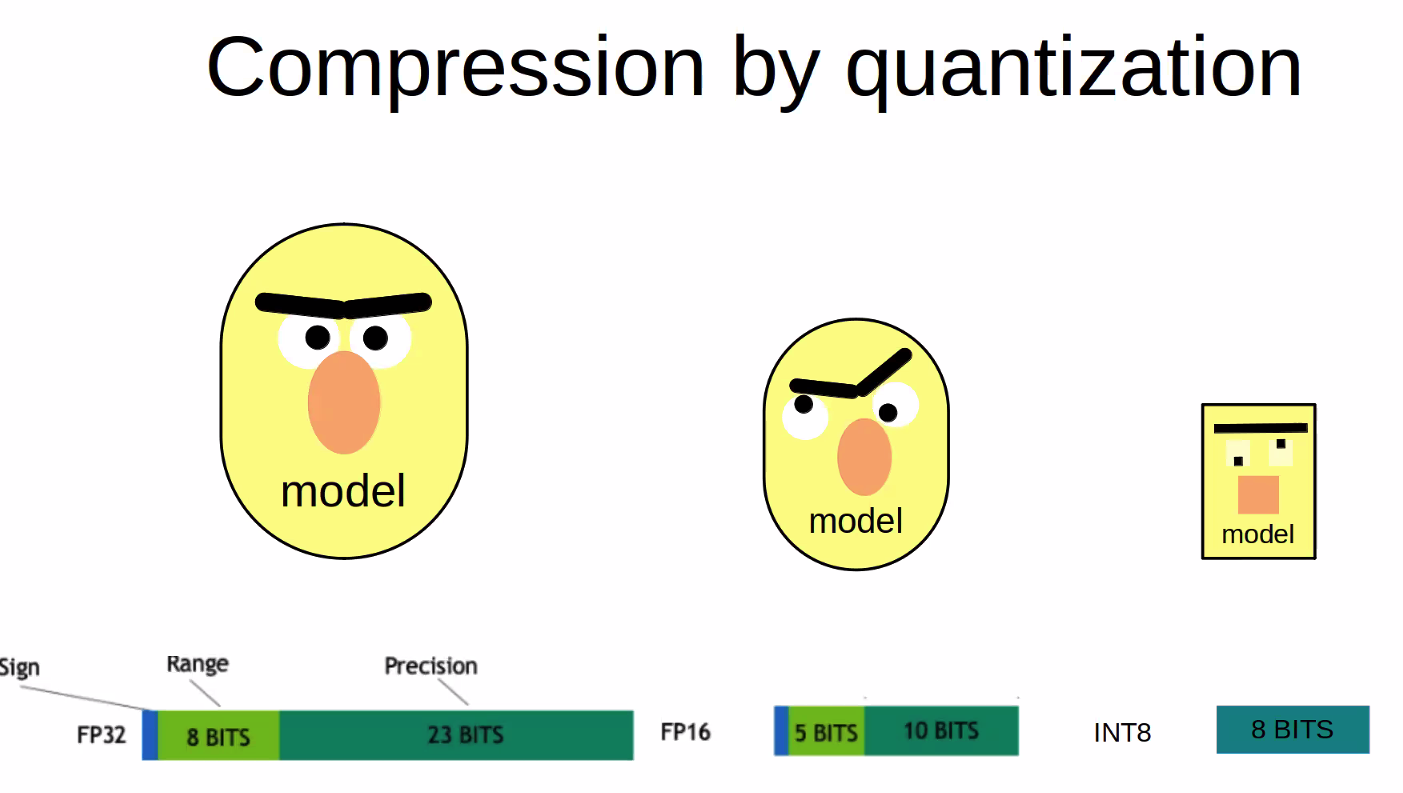 Compression by quantization
model
model
model
Sign
Range
Precision
FP32
8 BITS
23 BITS
FP16
5 BITS
10 BITS
INT8
8 BITS